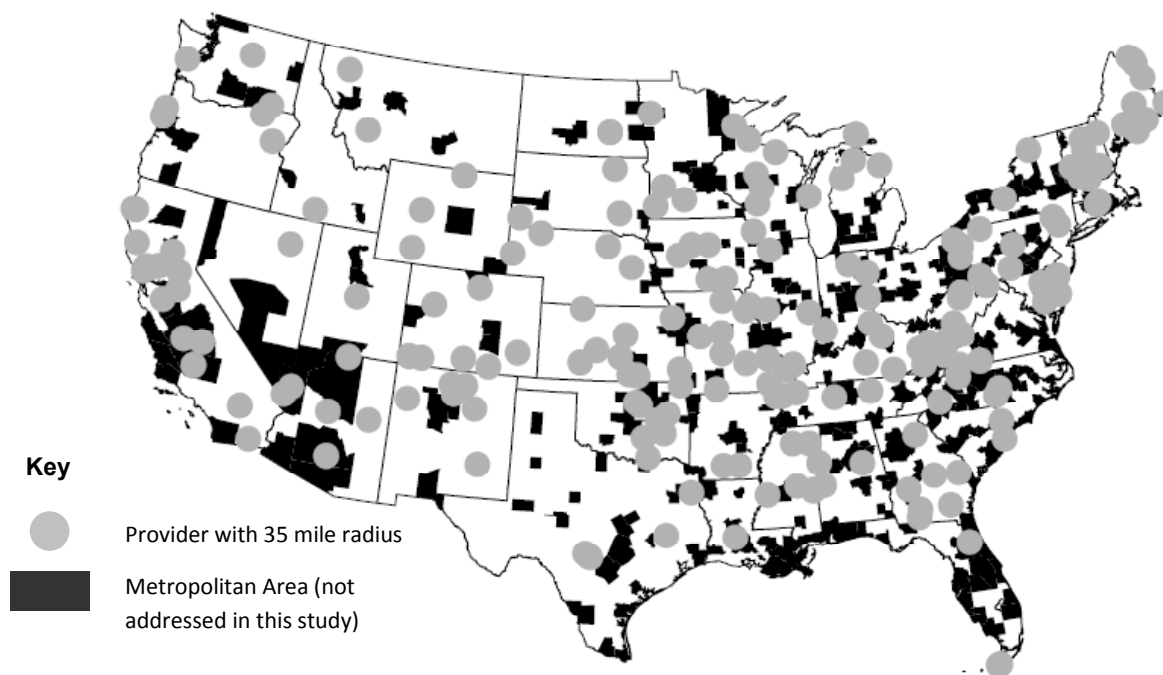 Key
Provider with 35 mile radius
Metropolitan Area (not
addressed in this study)